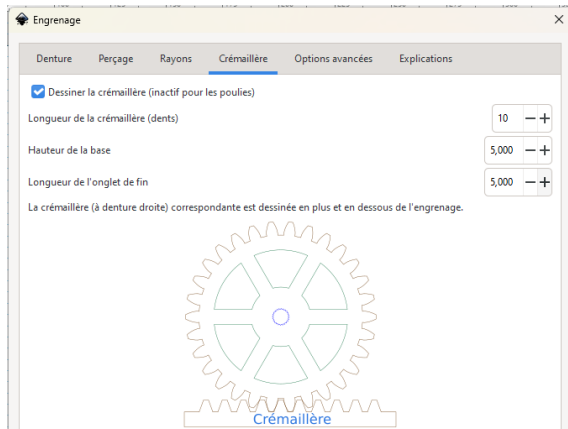 Engrenage
Denture Perçage Rayons Crémaillère Options avancées Explications
Dessiner la crémaillère (inactif pour les poulies)
Longueur de la crémaillère (dents) 10
Hauteur de la base 5,000
Longueur de l'onglet de fin 5,000
La crémaillère (à denture droite) correspondante est dessinée en plus et en dessous de l'engrenage.
Crémaillère